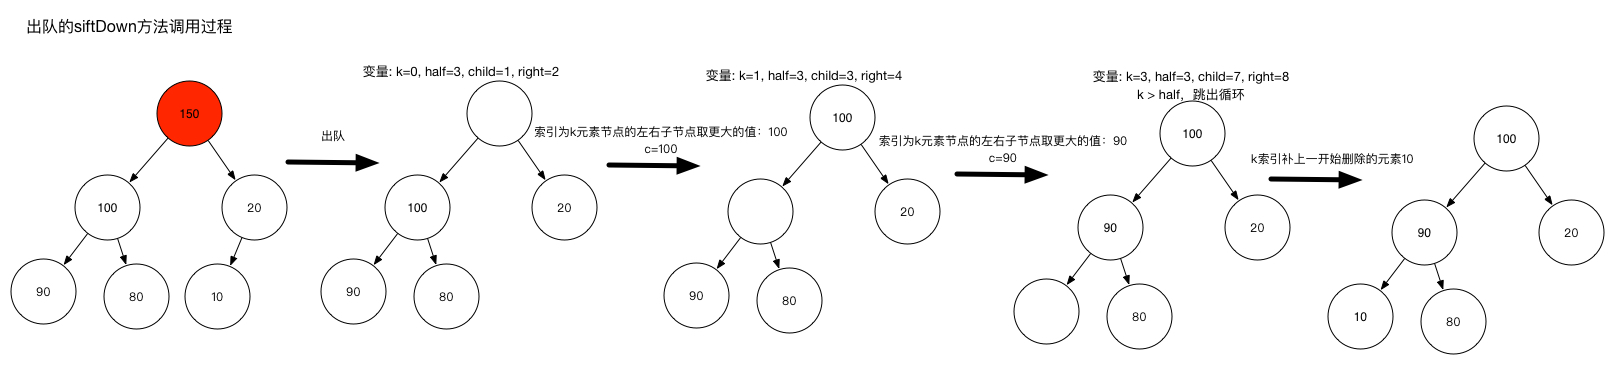 出队的siftDown方法调用过程
变量: k=0, half=3, child=1, right=2
变量: k=1, half=3, child=3, right=4
变量: k=3, half=3, child=7, right=8
k > half，跳出循环
150
100
20
90
80
10
出队
100
20
90
80
索引为k元素节点的左右子节点取更大的值：100
c=100
100
20
90
80
索引为k元素节点的左右子节点取更大的值：90
c=90
100
90
20
80
k索引补上一开始删除的元素10
100
90
20
10
80